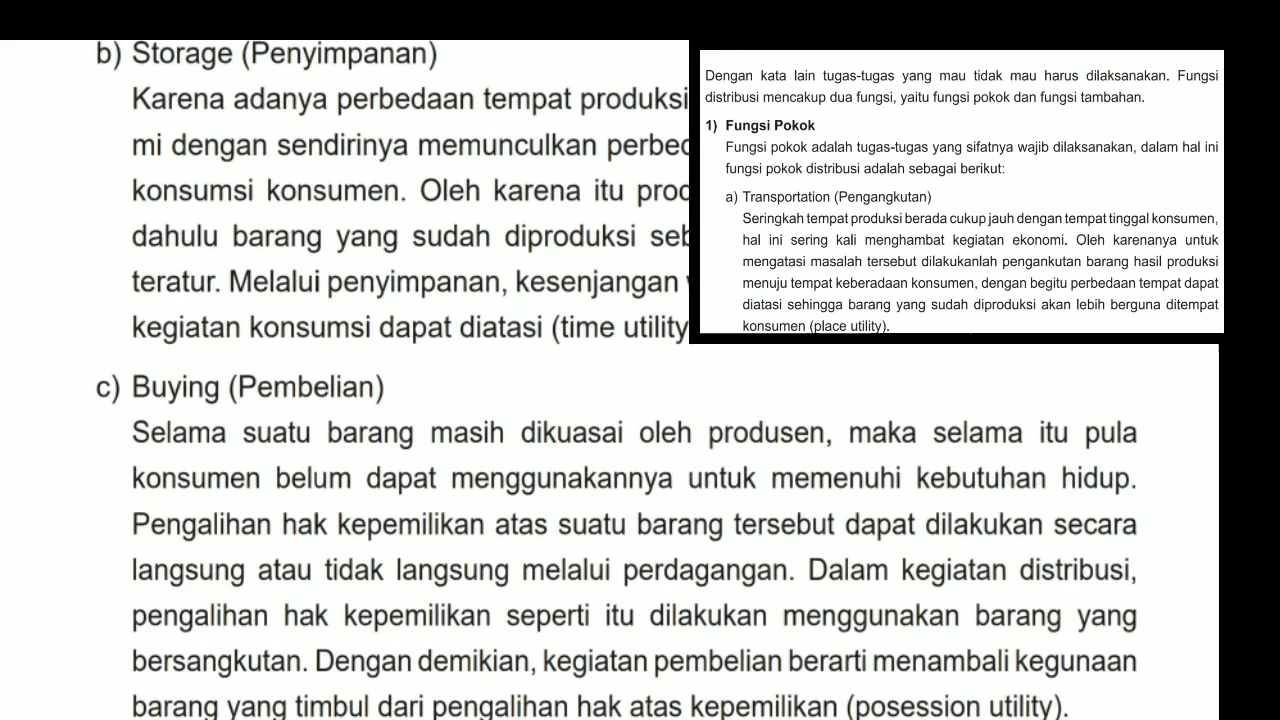 Dengan kata lain tugas-tugas yang mau tidak mau harus dilaksanakan. Fungsi
distribusi mencakup dua fungsi, yaitu fungsi pokok dan fungsi tambahan.
1) Fungsi Pokok
Fungsi pokok adalah tugas-tugas yang sifatnya wajib dilaksanakan, dalam hal ini
fungsi pokok distribusi adalah sebagai berikut:
a) Transportation (Pengangkutan)
Seringkah tempat produksi berada cukup jauh dengan tempat tinggal konsumen,
hal ini sering kali menghambat kegiatan ekonomi. Oleh karenanya untuk
mengatasi masalah tersebut dilakukanlah pengankutan barang hasil produksi
menuju tempat keberadaan konsumen, dengan begitu perbedaan tempat dapat
diatasi sehingga barang yang sudah diproduksi akan lebih berguna ditempat
konsumen (place utility).
b) Storage (Penyimpanan)
Karena adanya perbedaan tempat produksi
mi dengan sendirinya memunculkan
konsumsi konsumen. Oleh karena itu
dahulu barang yang sudah diproduksi
teratur. Melalui penyimpanan, kesenjangan
kegiatan konsumsi dapat diatasi (time utility
c) Buying (Pembelian)
Selama suatu barang masih dikuasai oleh produsen, maka selama itu pula
konsumen belum dapat menggunakannya untuk memenuhi kebutuhan hidup.
Pengalihan hak kepemilikan atas suatu barang tersebut dapat dilakukan secara
langsung atau tidak langsung melalui perdagangan. Dalam kegiatan distribusi,
pengalihan hak kepemilikan seperti itu dilakukan menggunakan barang yang
bersangkutan. Dengan demikian, kegiatan pembelian berarti menambali kegunaan
barang yang timbul dari pengalihan hak atas kepemilikan (posession utility).